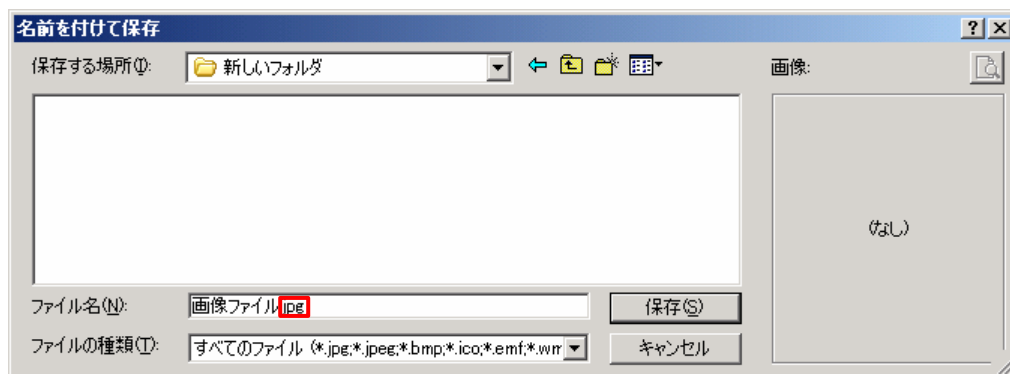 名前を付けて保存
保存する場所(I):
新しいフォルダ
画像:
(なし)
ファイル名(N):
画像ファイル.jpg
保存(S)
ファイルの種類(T):
すべてのファイル (*.jpg;*.jpeg;*.bmp;*.ico;*.emf;*.wm
キャンセル